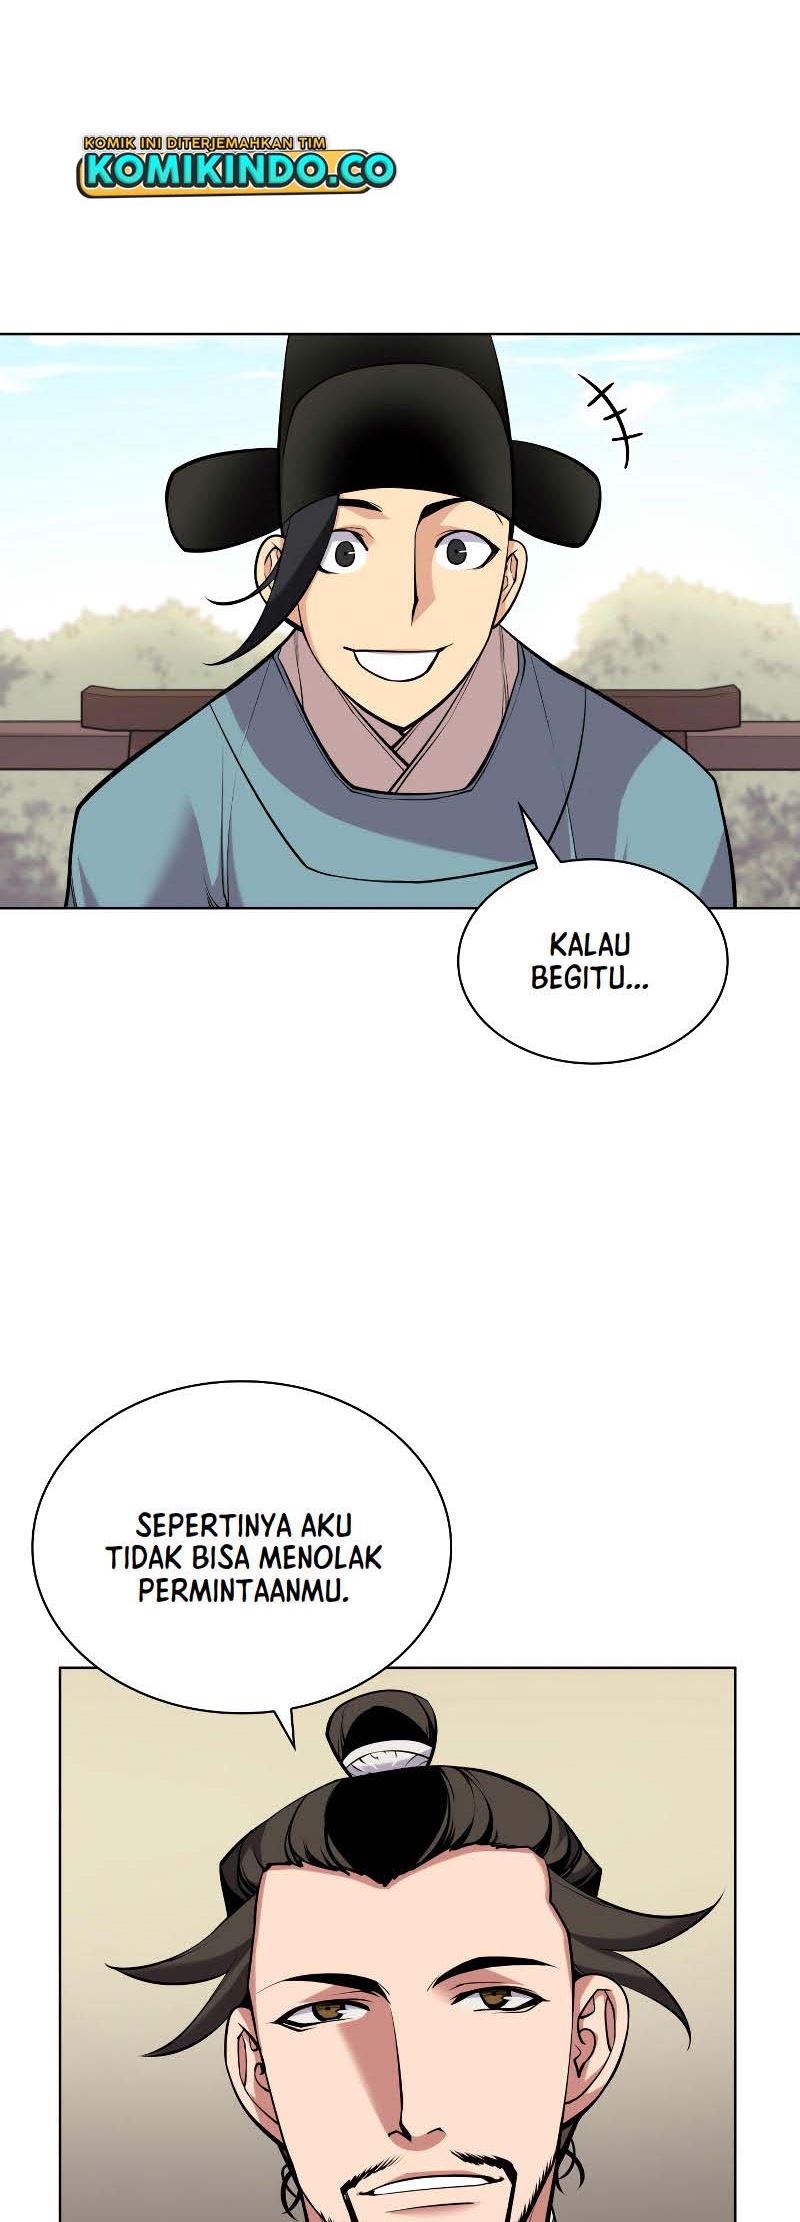 KOMIK INI DITERJEMAHKAN TIM
KOMIKINDO.CO
KALAU
BEGITU...
SEPERTINYA AKU
TIDAK BISA MENOLAK
PERMINTAANMU.